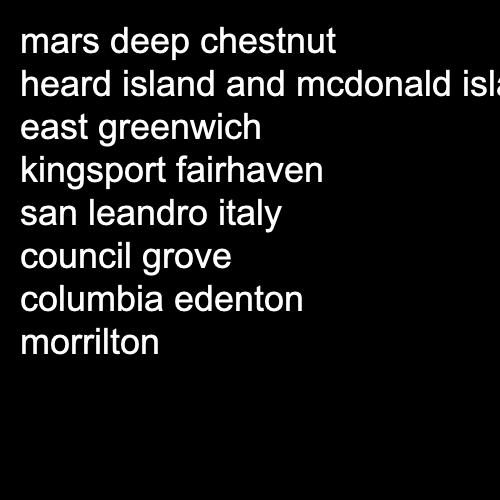 mars deep chestnut
heard island and mcdonald
east greenwich
kingsport fairhaven
san leandro italy
council grove
columbia edenton
morrilton